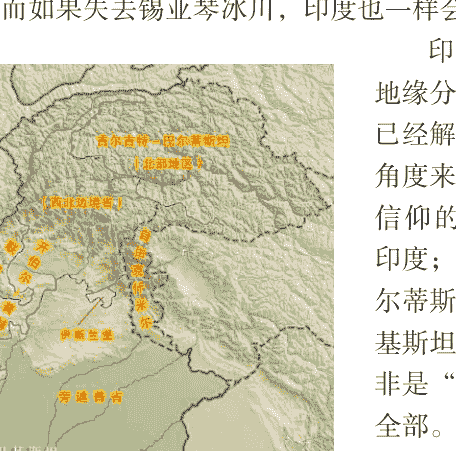 而如果失去锡亚琴冰川，印度也一样会
印
地缘分
已经解
角度来
信仰的
印度；
尔蒂斯
基斯坦
非是“
全部。
吉尔吉特—巴尔蒂斯坦
（北部地区）
（西北边境省）
自由克什米尔
伊斯兰堡
旁遮普省